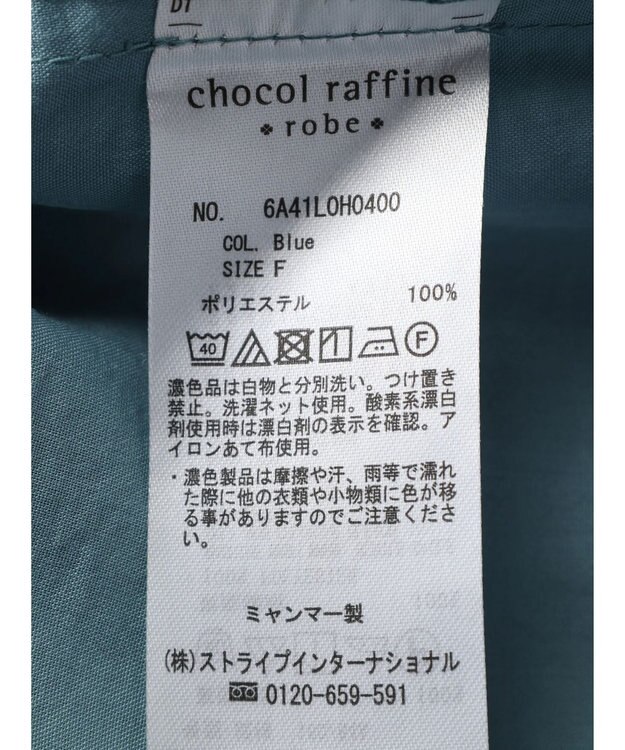 chocol raffine
robe
NO. 6A41L0H0400
COL. Blue
SIZE F
ポリエステル 100%
40 F
濃色品は白物と分別洗い。つけ置き
禁止。洗濯ネット使用。酸素系漂白
剤使用時は漂白剤の表示を確認。ア
イロンあて布使用。
・濃色製品は摩擦や汗、雨等で濡れ
た際に他の衣類や小物類に色が移
る事がありますのでご注意くださ
い。
ミャンマー製
(株)ストライプインターナショナル
0120-659-591